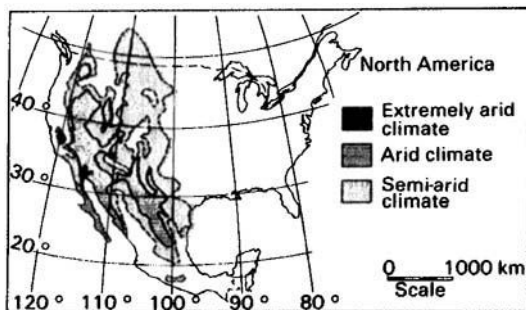 North America
40°
Extremely arid
climate
Arid climate
30°
Semi-arid
climate
20°
0 1000 km
Scale
120° 110° 100° 90° 80°